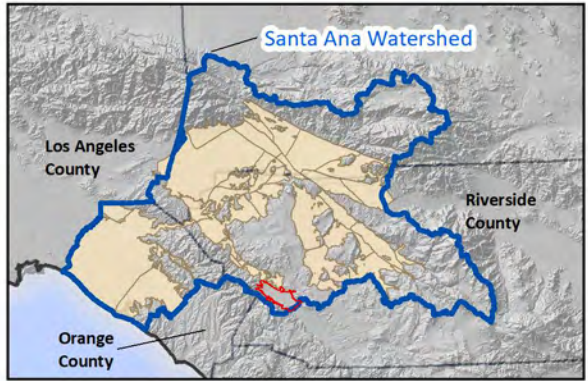 Santa Ana Watershed
Los Angeles
County
Riverside
County
Orange
County